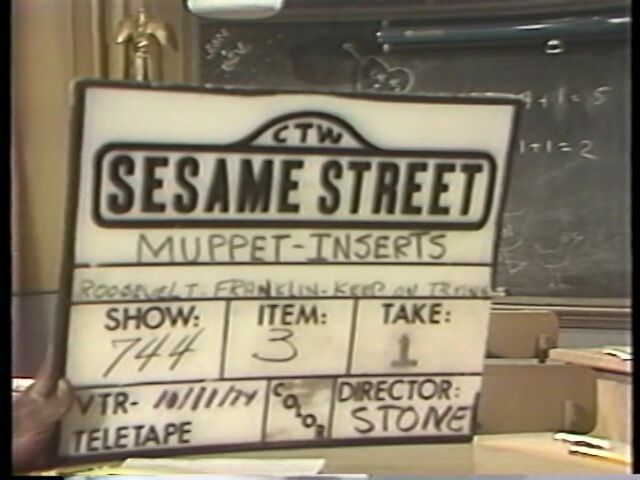 4+1=5
1+1=2
CTW
SESAME STREET
MUPPET-INSERTS
ROOSEVELT FRANKLIN-KEEP ON TRYING
SHOW: ITEM: TAKE:
744 3 1
VTR- 10/11/74 COLOR DIRECTOR:
TELETAPE STONE